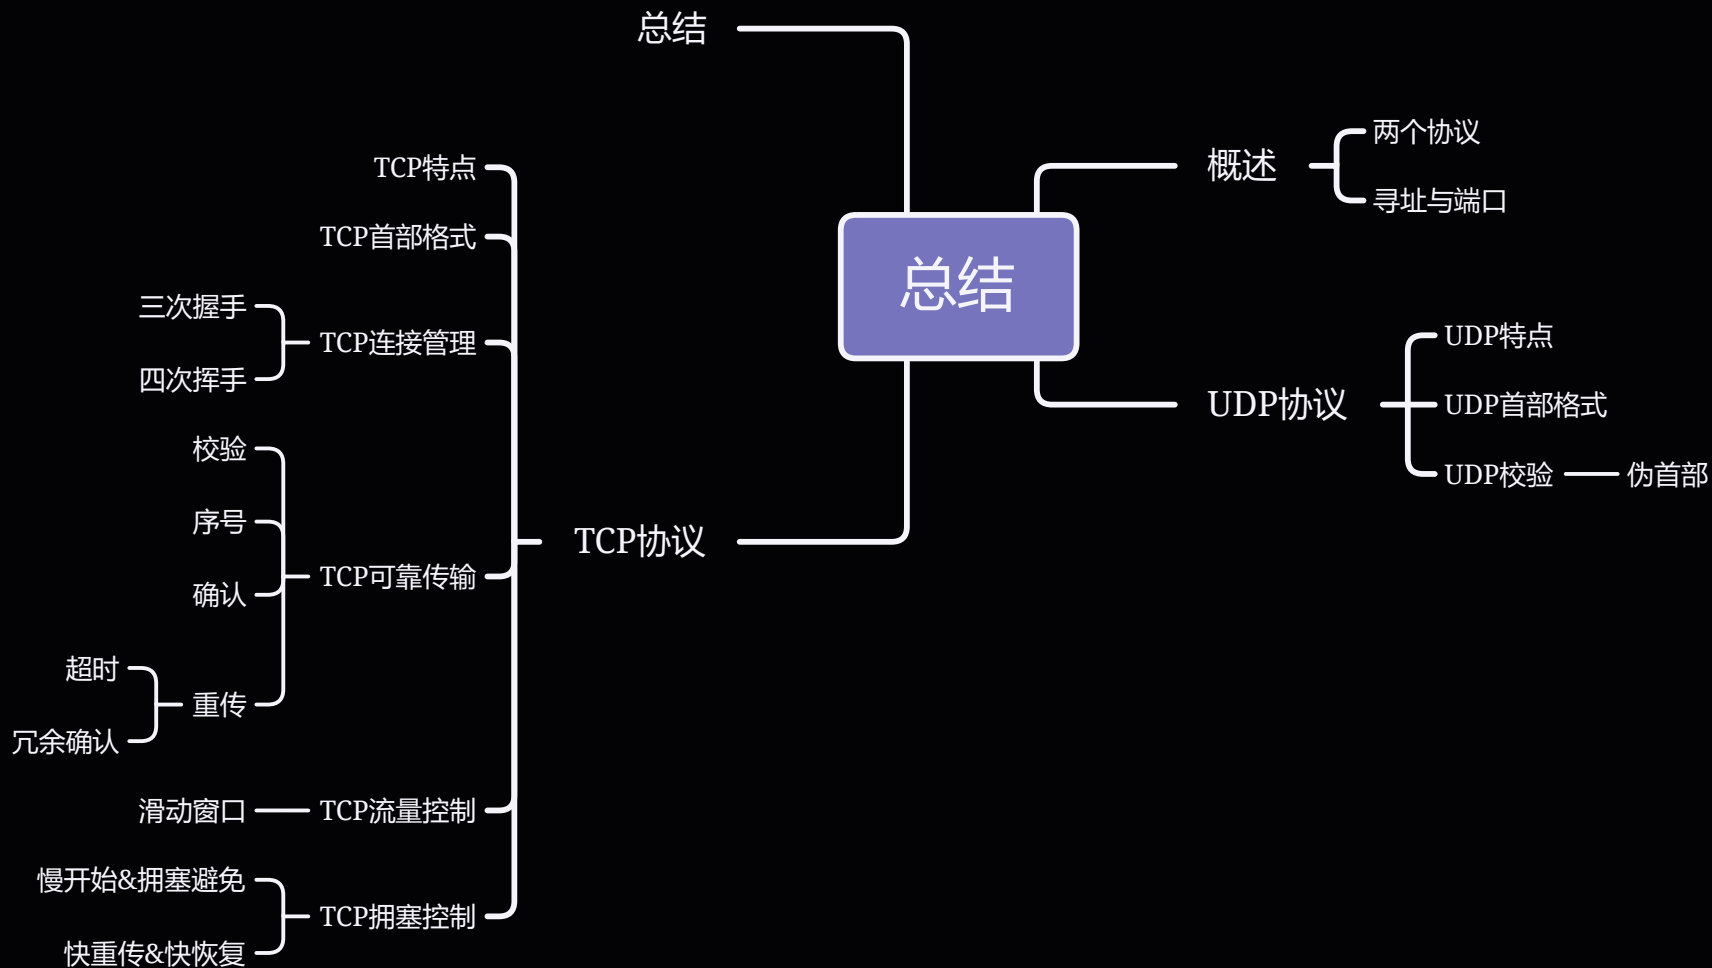 总结
总结
概述
两个协议
寻址与端口
UDP协议
UDP特点
UDP首部格式
UDP校验
伪首部
TCP协议
TCP特点
TCP首部格式
TCP连接管理
三次握手
四次挥手
TCP可靠传输
校验
序号
确认
重传
超时
冗余确认
TCP流量控制
滑动窗口
TCP拥塞控制
慢开始&拥塞避免
快重传&快恢复